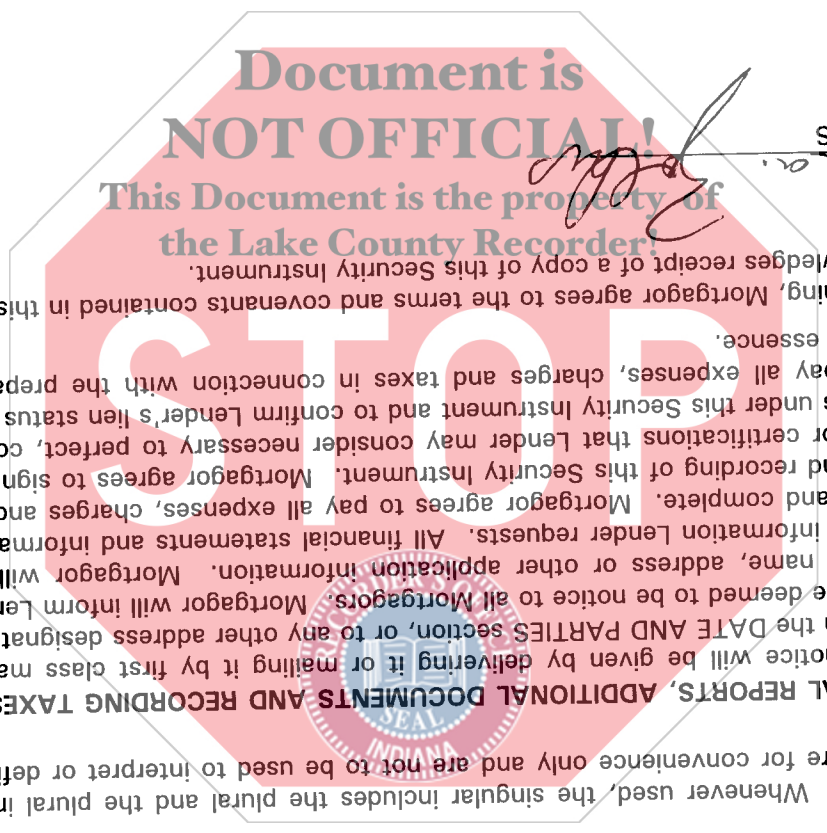 Document is
NOT OFFICIAL!
This Document is the property of
the Lake County Recorder!
STOP
RECORDER'S OFFICE
SEAL
INDIANA
Whenever used, the singular includes the plural and the plural in
re for convenience only and are not to be used to interpret or defi
AL REPORTS, ADDITIONAL DOCUMENTS AND RECORDING TAXES
notice will be given by delivering it or mailing it by first class ma
n the DATE AND PARTIES section, or to any other address designat
e deemed to be notice to all Mortgagors. Mortgagor will inform Len
name, address or other application information. Mortgagor will
information Lender requests. All financial statements and informa
and complete. Mortgagor agrees to pay all expenses, charges and
nd recording of this Security Instrument. Mortgagor agrees to sign
or certifications that Lender may consider necessary to perfect, co
s under this Security Instrument and to confirm Lender's lien status
pay all expenses, charges and taxes in connection with the prepa
essence.
ning, Mortgagor agrees to the terms and covenants contained in this
wledges receipt of a copy of this Security Instrument.
S